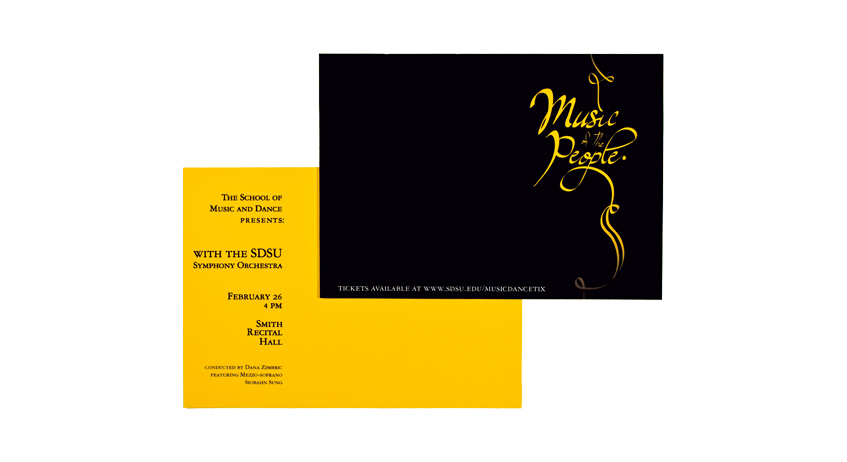 Music
of the
People.
TICKETS AVAILABLE AT WWW.SDSU.EDU/MUSICDANCETIX
THE SCHOOL OF
MUSIC AND DANCE
PRESENTS:
WITH THE SDSU
SYMPHONY ORCHESTRA
FEBRUARY 26
4 PM
SMITH
RECITAL
HALL
CONDUCTED BY DANA ZIMBRIC
FEATURING MEZZO-SOPRANO
SIOBAHN SUNG